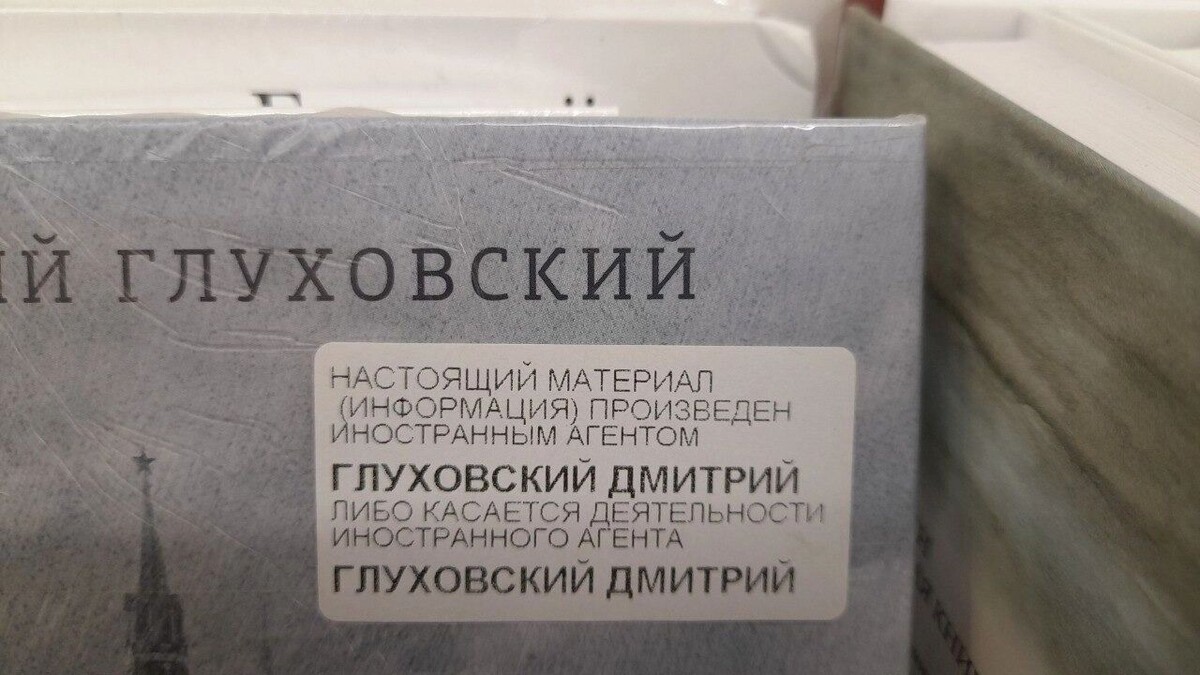 ГЛУХОВСКИЙ
НАСТОЯЩИЙ МАТЕРИАЛ
(ИНФОРМАЦИЯ) ПРОИЗВЕДЕН
ИНОСТРАННЫМ АГЕНТОМ
ГЛУХОВСКИЙ ДМИТРИЙ
ЛИБО КАСАЕТСЯ ДЕЯТЕЛЬНОСТИ
ИНОСТРАННОГО АГЕНТА
ГЛУХОВСКИЙ ДМИТРИЙ